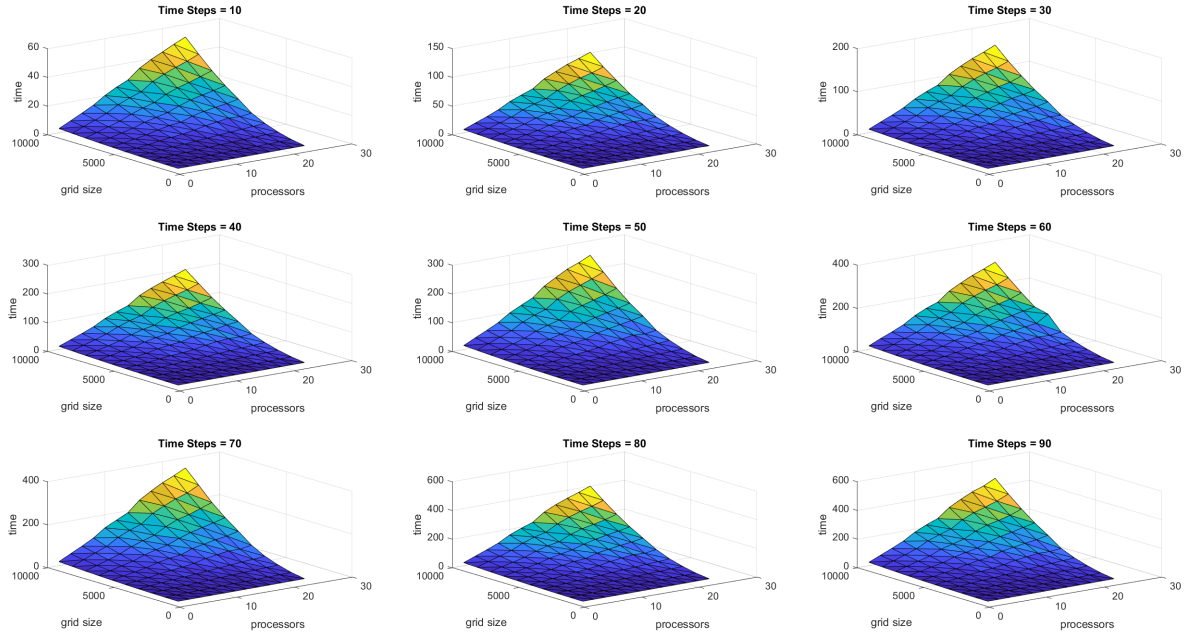 Time Steps = 10
60
40
20
0
time
10000
5000
0
grid size
0
10
20
30
processors
Time Steps = 20
150
100
50
0
time
10000
5000
0
grid size
0
10
20
30
processors
Time Steps = 30
200
100
0
time
10000
5000
0
grid size
0
10
20
30
processors
Time Steps = 40
300
200
100
0
time
10000
5000
0
grid size
0
10
20
30
processors
Time Steps = 50
300
200
100
0
time
10000
5000
0
grid size
0
10
20
30
processors
Time Steps = 60
400
200
0
time
10000
5000
0
grid size
0
10
20
30
processors
Time Steps = 70
400
200
0
time
10000
5000
0
grid size
0
10
20
30
processors
Time Steps = 80
600
400
200
0
time
10000
5000
0
grid size
0
10
20
30
processors
Time Steps = 90
600
400
200
0
time
10000
5000
0
grid size
0
10
20
30
processors